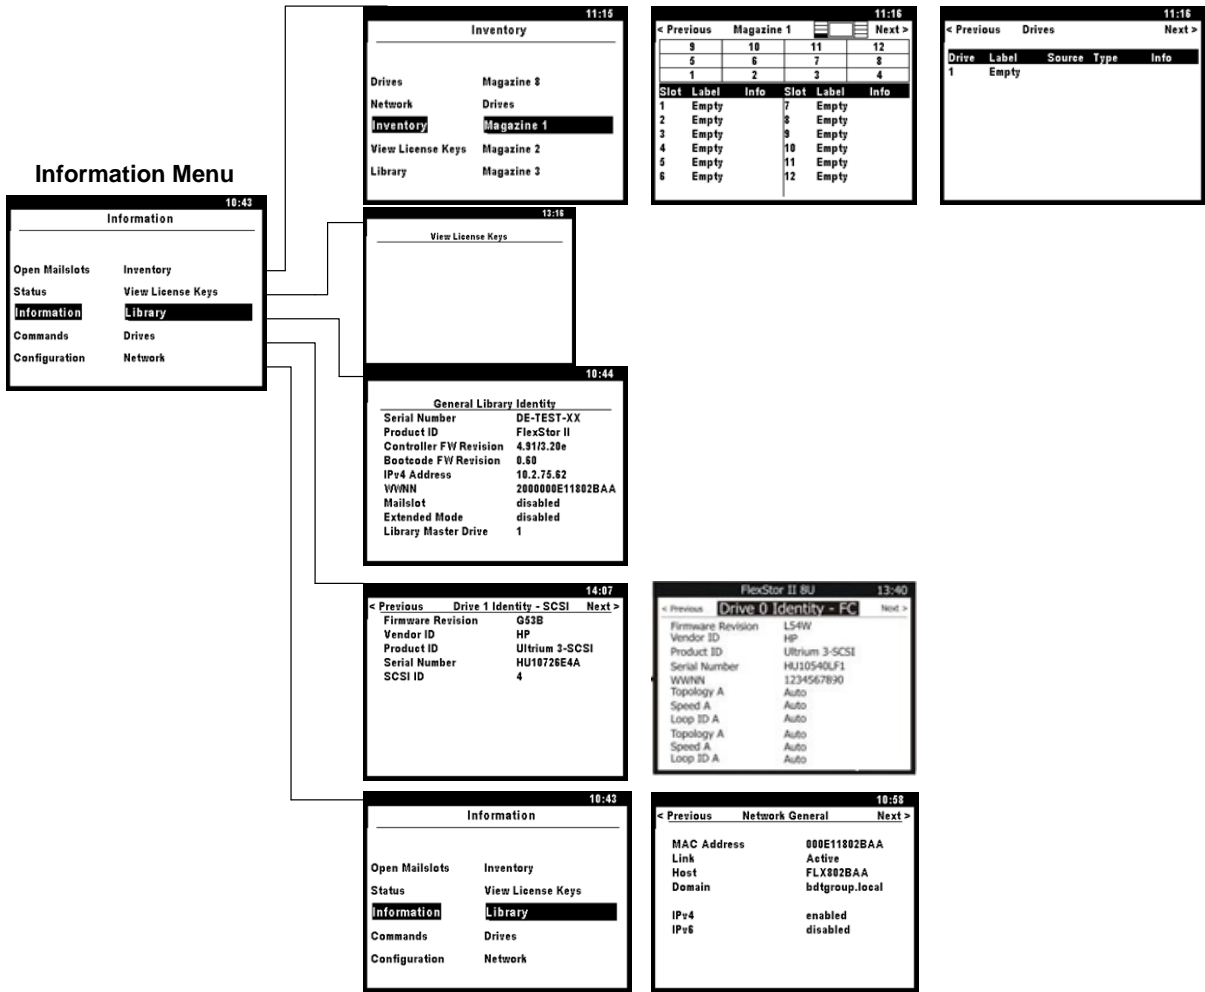 Information Menu
10:43
Information
Open Mailslots Inventory
Status View License Keys
Information Library
Commands Drives
Configuration Network
11:15
Inventory
Drives Magazine 8
Network Drives
Inventory Magazine 1
View License Keys Magazine 2
Library Magazine 3
11:16
< Previous Magazine 1 Next >
9 10 11 12
5 6 7 8
1 2 3 4
Slot Label Info Slot Label Info
1 Empty 7 Empty
2 Empty 8 Empty
3 Empty 9 Empty
4 Empty 10 Empty
5 Empty 11 Empty
6 Empty 12 Empty
11:16
< Previous Drives Next >
Drive Label Source Type Info
1 Empty
13:16
View License Keys
10:44
General Library Identity
Serial Number DE-TEST-XX
Product ID FlexStor II
Controller FW Revision 4.91/3.20e
Bootcode FW Revision 0.60
IPv4 Address 10.2.75.62
WWNN 2000000E11802BAA
Mailslot disabled
Extended Mode disabled
Library Master Drive 1
14:07
< Previous Drive 1 Identity - SCSI Next >
Firmware Revision G53B
Vendor ID HP
Product ID Ultrium 3-SCSI
Serial Number HU10726E4A
SCSI ID 4
FlexStor II 8U 13:40
< Previous Drive 0 Identity - FC Next >
Firmware Revision L54W
Vendor ID HP
Product ID Ultrium 3-SCSI
Serial Number HU10540LF1
WWNN 1234567890
Topology A Auto
Speed A Auto
Loop ID A Auto
Topology A Auto
Speed A Auto
Loop ID A Auto
10:43
Information
Open Mailslots Inventory
Status View License Keys
Information Library
Commands Drives
Configuration Network
10:58
< Previous Network General Next >
MAC Address 000E11802BAA
Link Active
Host FLX802BAA
Domain bdtgroup.local
IPv4 enabled
IPv6 disabled